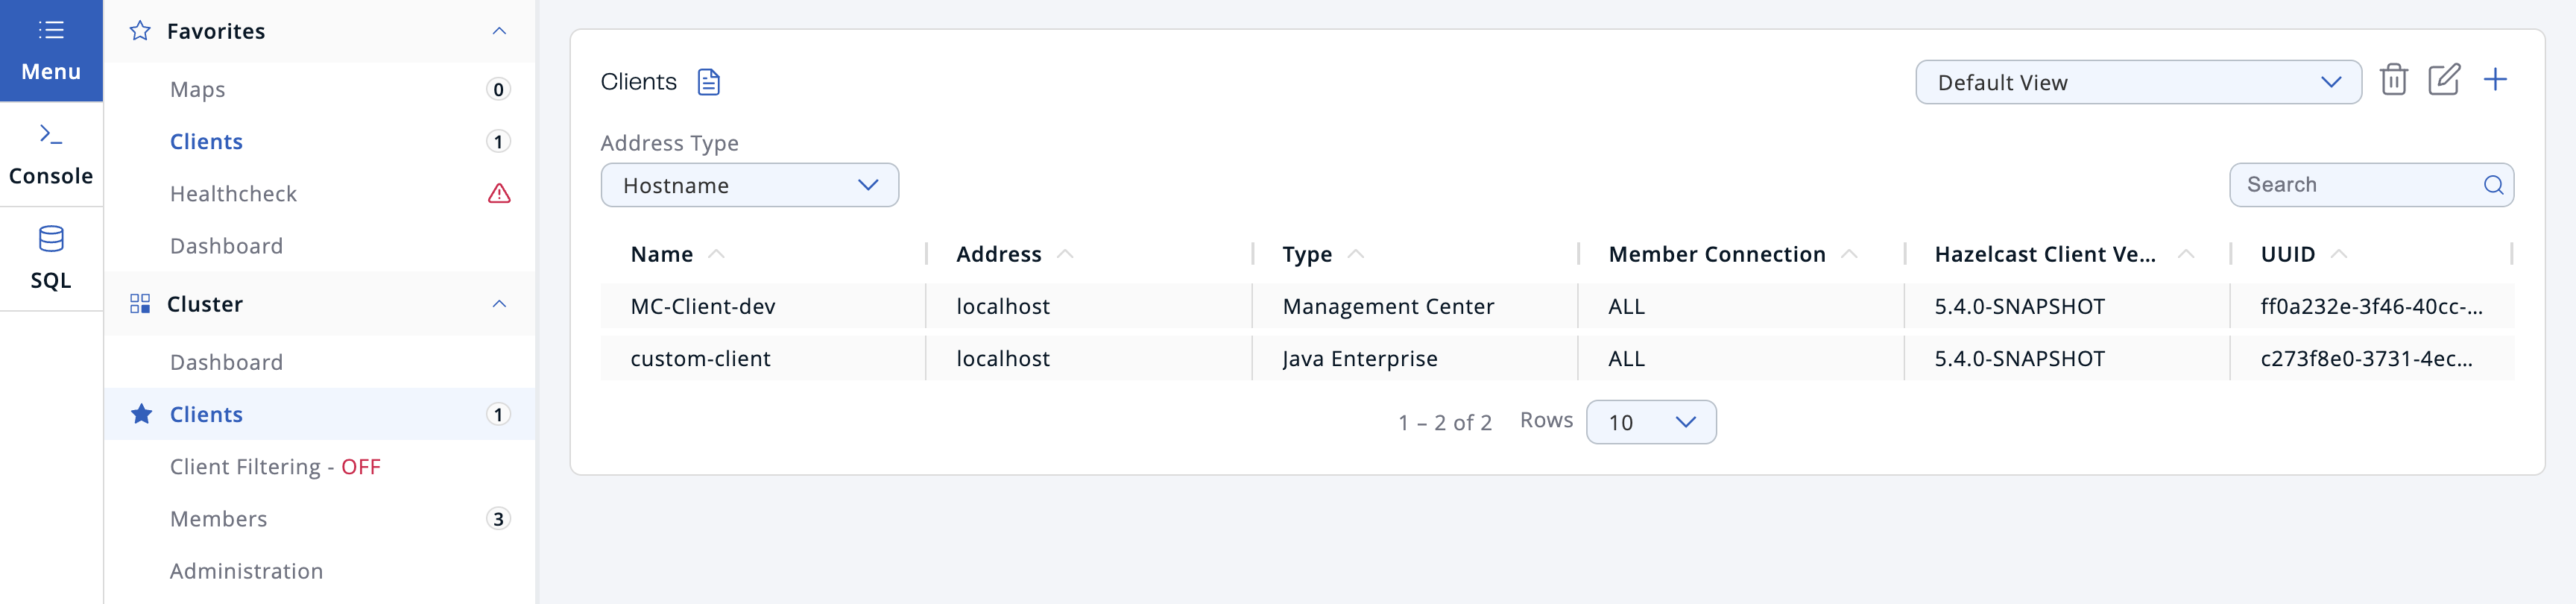 Menu
Console
SQL
Favorites
Maps 0
Clients 1
Healthcheck
Dashboard
Cluster
Dashboard
Clients 1
Client Filtering - OFF
Members 3
Administration
Clients
Default View
Address Type
Hostname
Search
Name Address Type Member Connection Hazelcast Client Ve... UUID
MC-Client-dev localhost Management Center ALL 5.4.0-SNAPSHOT ff0a232e-3f46-40cc-...
custom-client localhost Java Enterprise ALL 5.4.0-SNAPSHOT c273f8e0-3731-4ec...
1 – 2 of 2 Rows 10